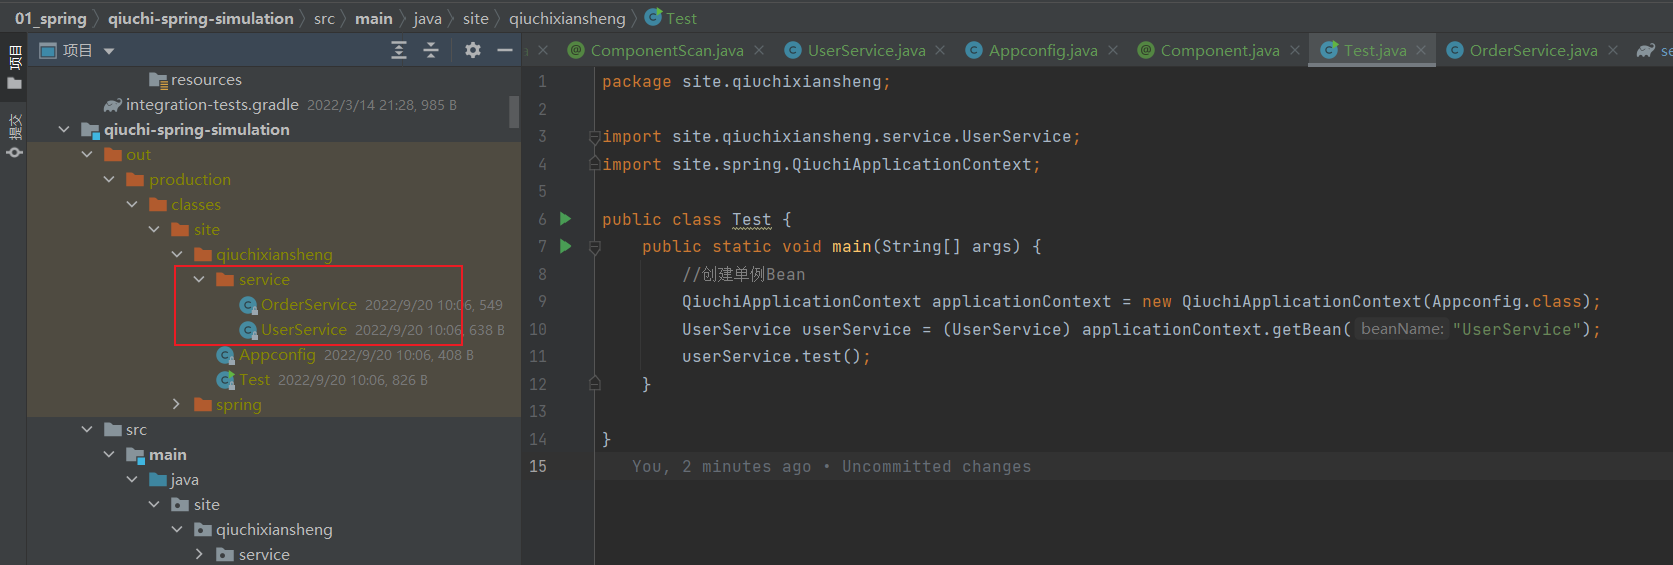 01_spring qiuchi-spring-simulation src main java site qiuchixiansheng Test
项目
ComponentScan.java UserService.java Appconfig.java Component.java Test.java OrderService.java
项目
提交
resources
integration-tests.gradle 2022/3/14 21:28, 985 B
qiuchi-spring-simulation
out
production
classes
site
qiuchixiansheng
service
OrderService 2022/9/20 10:06, 549
UserService 2022/9/20 10:06, 638 B
Appconfig 2022/9/20 10:06, 408 B
Test 2022/9/20 10:06, 826 B
spring
src
main
java
site
qiuchixiansheng
service
1 package site.qiuchixiansheng;
2
3 import site.qiuchixiansheng.service.UserService;
4 import site.spring.QiuchiApplicationContext;
5
6 public class Test {
7 public static void main(String[] args) {
8 //创建单例Bean
9 QiuchiApplicationContext applicationContext = new QiuchiApplicationContext(Appconfig.class);
10 UserService userService = (UserService) applicationContext.getBean( beanName: "UserService");
11 userService.test();
12 }
13
14 }
15 You, 2 minutes ago • Uncommitted changes